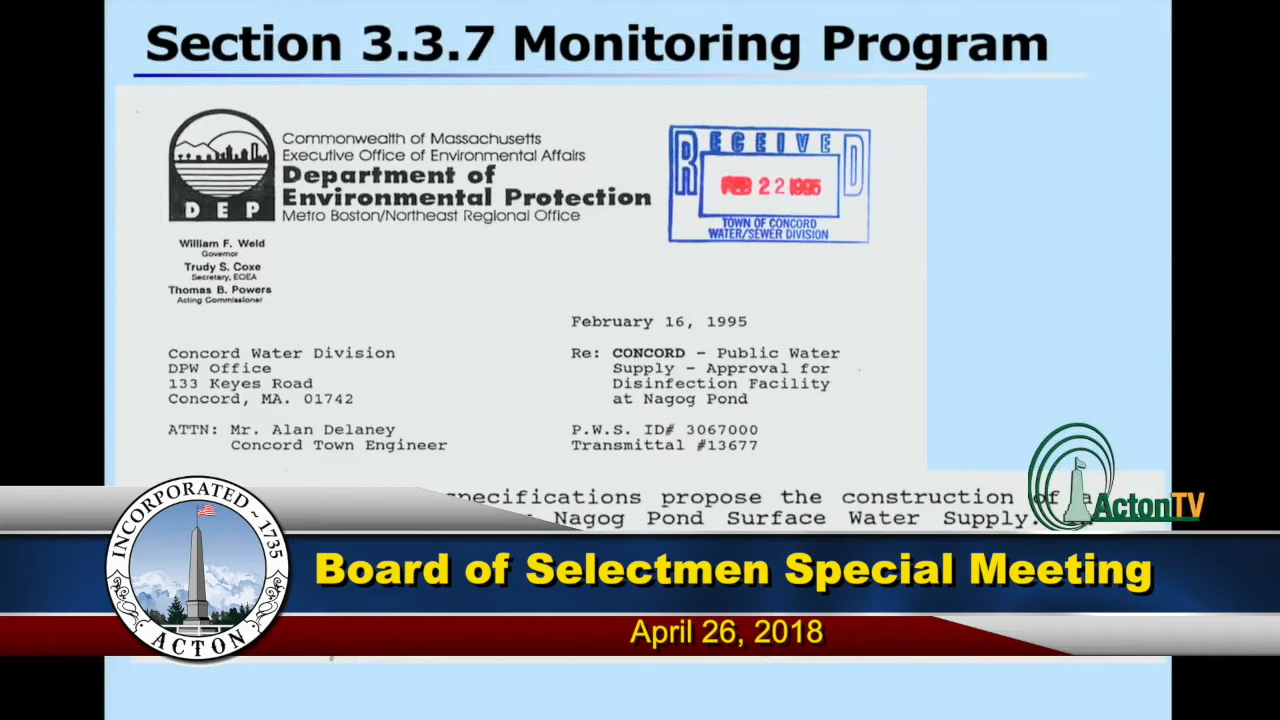 Section 3.3.7 Monitoring Program
Commonwealth of Massachusetts
Executive Office of Environmental Affairs
Department of
Environmental Protection
Metro Boston/Northeast Regional Office
DEP
RECEIVED
FEB 22 1995
TOWN OF CONCORD
WATER/SEWER DIVISION
William F. Weld
Governor
Trudy S. Coxe
Secretary, EOEA
Thomas B. Powers
Acting Commissioner
February 16, 1995
Concord Water Division
DPW Office
133 Keyes Road
Concord, MA. 01742
Re: CONCORD - Public Water
Supply - Approval for
Disinfection Facility
at Nagog Pond
ATTN: Mr. Alan Delaney
Concord Town Engineer
P.W.S. ID# 3067000
Transmittal #13677
specifications propose the construction of a
Nagog Pond Surface Water Supply.
ActonTV
INCORPORATED ~ 1735
ACTON
Board of Selectmen Special Meeting
April 26, 2018